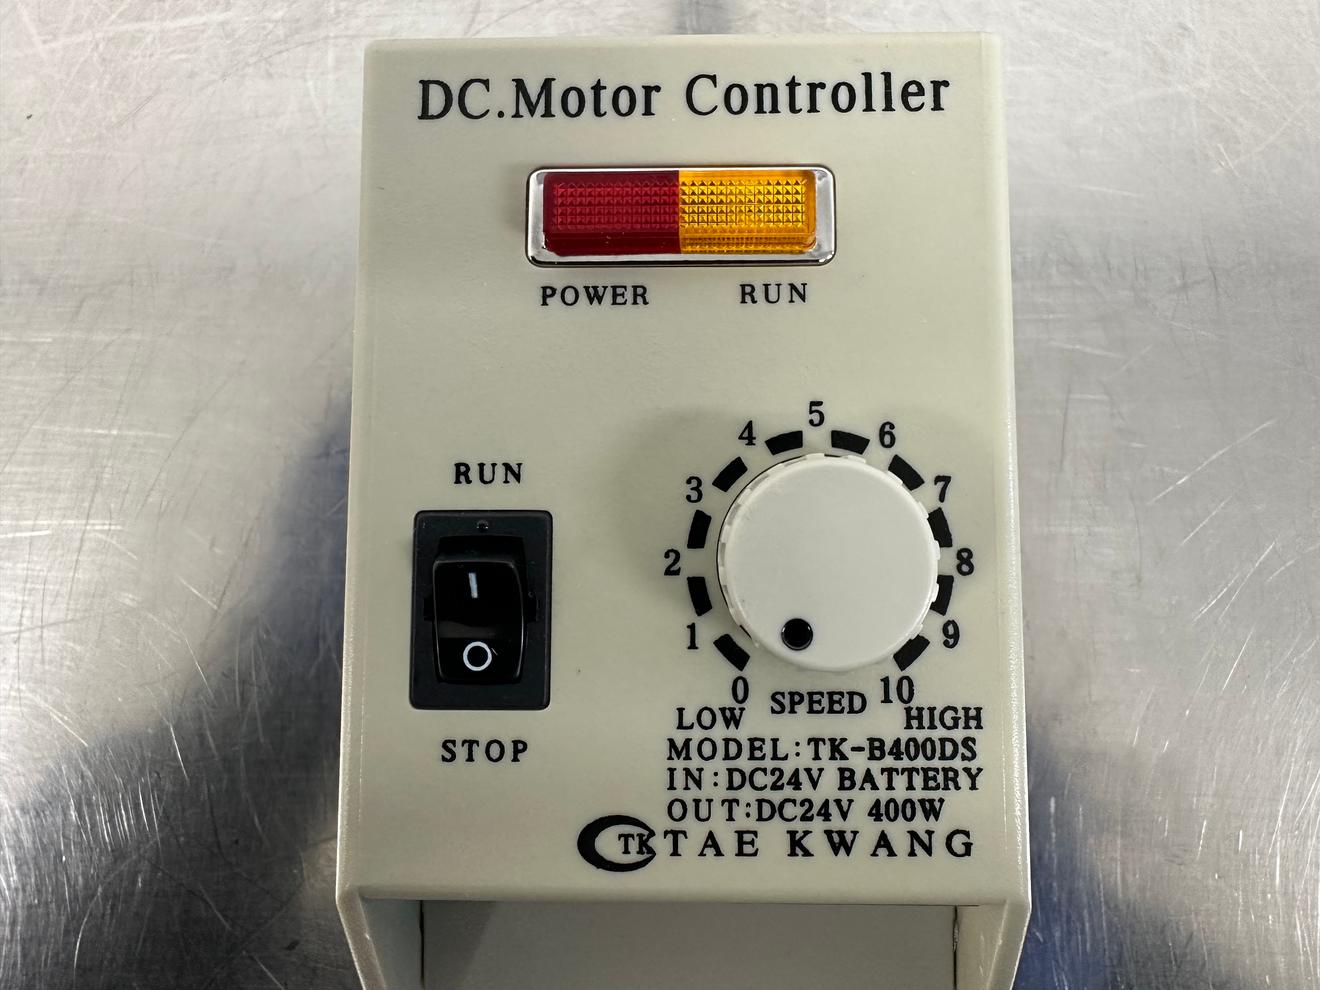 DC.Motor Controller
POWER RUN
5
4 6
3 7
RUN
2 8
I
O
1 9
0 SPEED 10
LOW HIGH
STOP
MODEL:TK-B400DS
IN:DC24V BATTERY
OUT:DC24V 400W
TK TAE KWANG